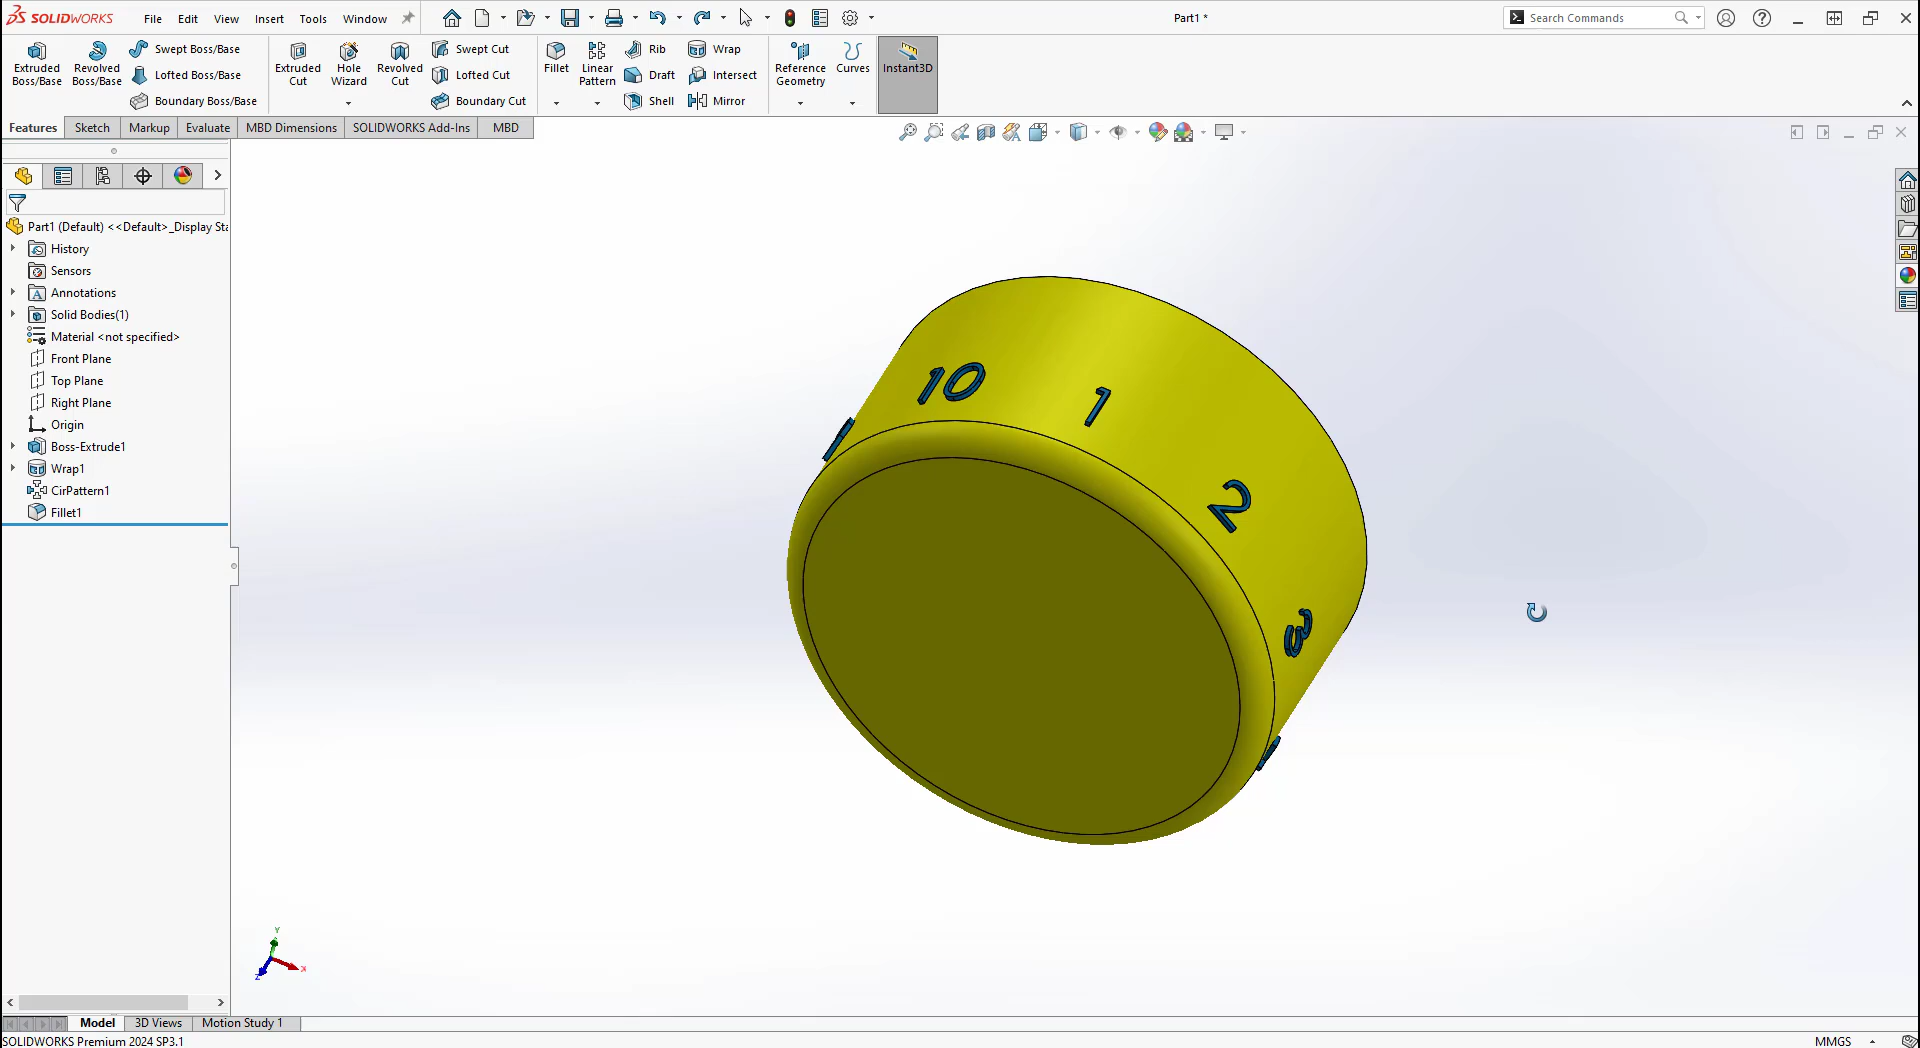 SOLIDWORKS File Edit View Insert Tools Window Part1 * Search Commands
Extruded Boss/Base
Revolved Boss/Base
Swept Boss/Base
Lofted Boss/Base
Boundary Boss/Base
Extruded Cut
Hole Wizard
Revolved Cut
Swept Cut
Lofted Cut
Boundary Cut
Fillet
Linear Pattern
Rib
Draft
Shell
Wrap
Intersect
Mirror
Reference Geometry
Curves
Instant3D
Features Sketch Markup Evaluate MBD Dimensions SOLIDWORKS Add-Ins MBD
Part1 (Default) <<Default>_Display Sta
History
Sensors
Annotations
Solid Bodies(1)
Material <not specified>
Front Plane
Top Plane
Right Plane
Origin
Boss-Extrude1
Wrap1
CirPattern1
Fillet1
10
1
2
3
Y
X
Z
Model 3D Views Motion Study 1
SOLIDWORKS Premium 2024 SP3.1 MMGS